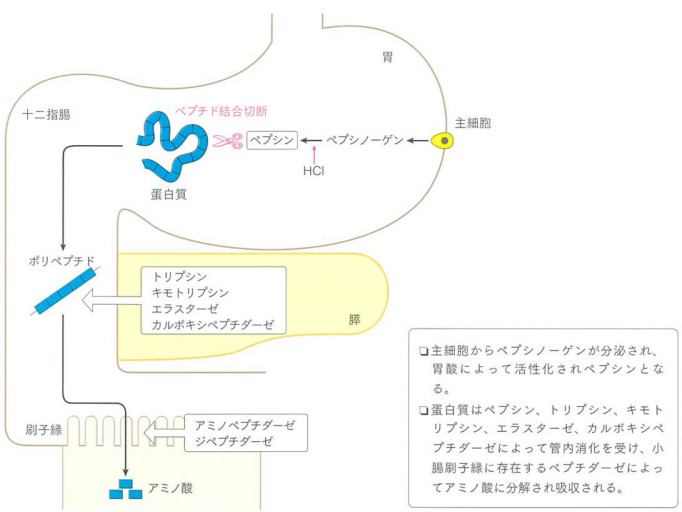 胃
十二指腸
ペプチド結合切断
主細胞
ペプシン
ペプシノーゲン
HCl
蛋白質
ポリペプチド
トリプシン
キモトリプシン
エラスターゼ
カルボキシペプチダーゼ
膵
刷子縁
アミノペプチダーゼ
ジペプチダーゼ
アミノ酸
❏主細胞からペプシノーゲンが分泌され、
胃酸によって活性化されペプシンとな
る。
❏蛋白質はペプシン、トリプシン、キモト
リプシン、エラスターゼ、カルボキシペ
プチダーゼによって管内消化を受け、小
腸刷子縁に存在するペプチダーゼによっ
てアミノ酸に分解され吸収される。